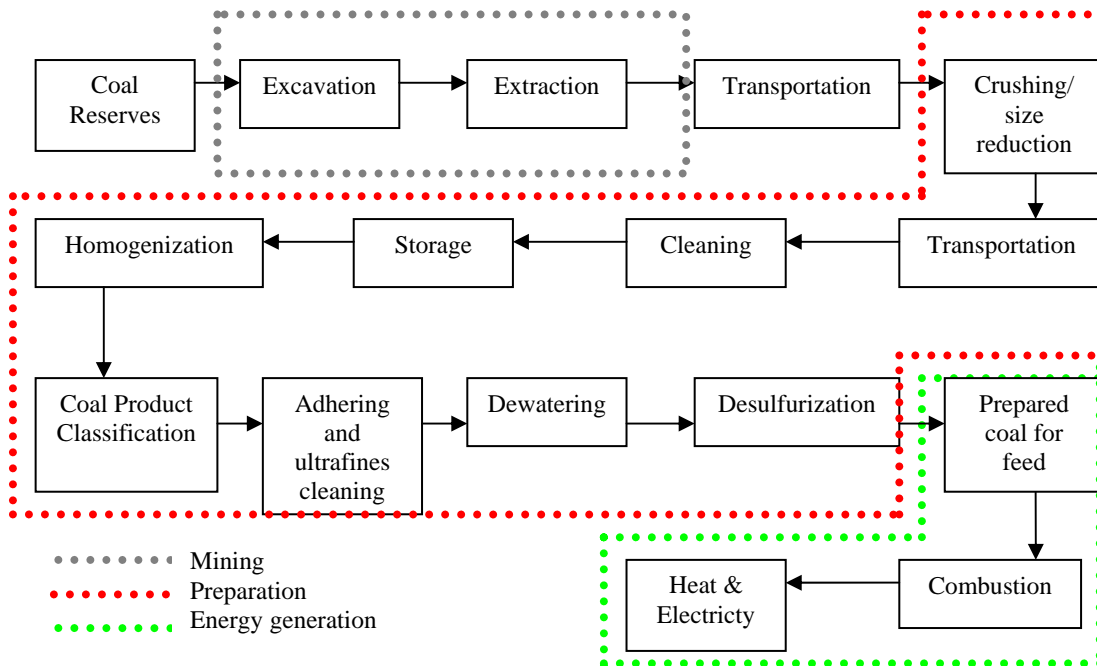 Coal
Reserves
Excavation
Extraction
Transportation
Crushing/
size
reduction
Homogenization
Storage
Cleaning
Transportation
Coal Product
Classification
Adhering
and
ultrafines
cleaning
Dewatering
Desulfurization
Prepared
coal for
feed
Mining
Preparation
Energy generation
Heat &
Electricty
Combustion